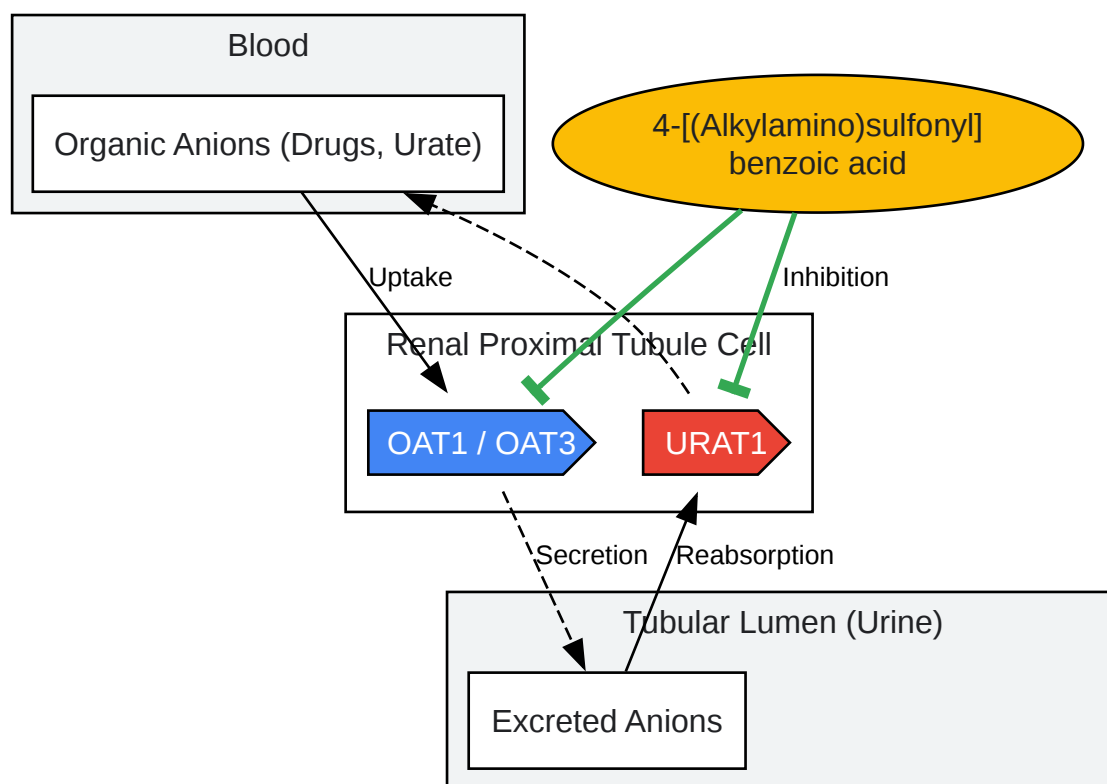 Blood
Organic Anions (Drugs, Urate)
4-[(Alkylamino)sulfonyl]
benzoic acid
Uptake
Inhibition
Renal Proximal Tubule Cell
OAT1 / OAT3
URAT1
Secretion
Reabsorption
Tubular Lumen (Urine)
Excreted Anions